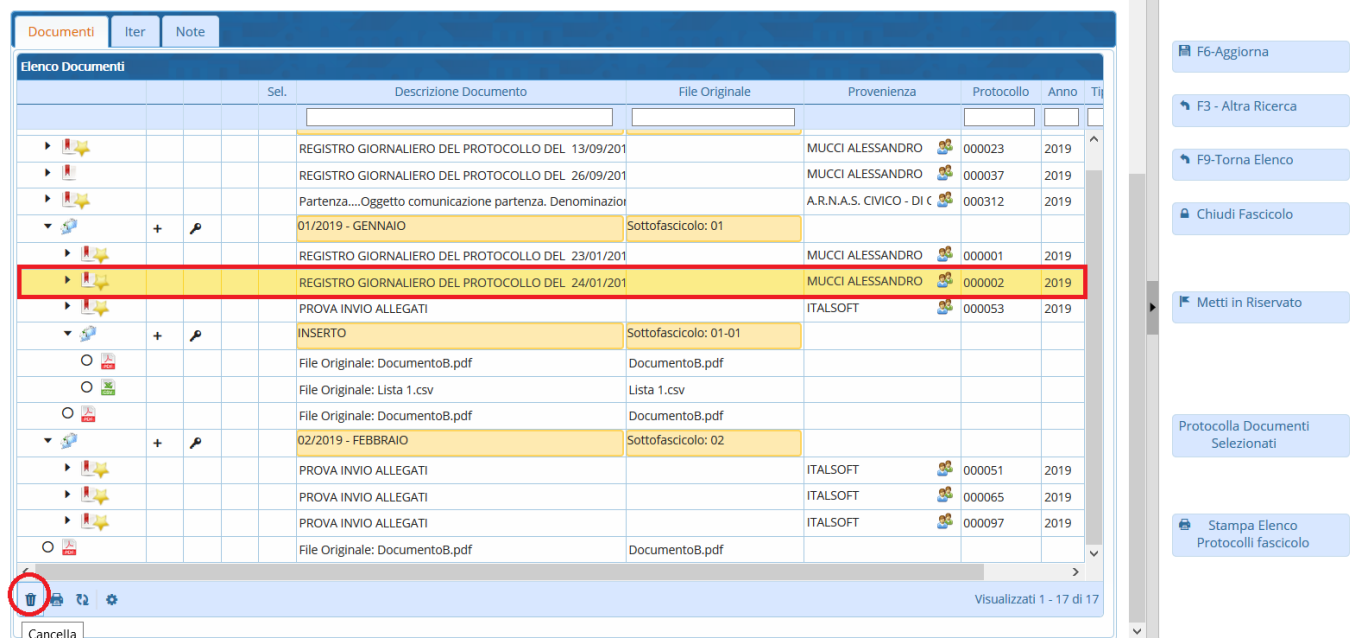 Documenti Iter Note
Elenco Documenti
Sel. Descrizione Documento File Originale Provenienza Protocollo Anno Tip
REGISTRO GIORNALIERO DEL PROTOCOLLO DEL 13/09/201 MUCCI ALESSANDRO 000023 2019
REGISTRO GIORNALIERO DEL PROTOCOLLO DEL 26/09/201 MUCCI ALESSANDRO 000037 2019
Partenza....Oggetto comunicazione partenza. Denominazion A.R.N.A.S. CIVICO - DI C 000312 2019
+ 01/2019 - GENNAIO Sottofascicolo: 01
REGISTRO GIORNALIERO DEL PROTOCOLLO DEL 23/01/201 MUCCI ALESSANDRO 000001 2019
REGISTRO GIORNALIERO DEL PROTOCOLLO DEL 24/01/201 MUCCI ALESSANDRO 000002 2019
PROVA INVIO ALLEGATI ITALSOFT 000053 2019
+ INSERTO Sottofascicolo: 01-01
File Originale: DocumentoB.pdf DocumentoB.pdf
File Originale: Lista 1.csv Lista 1.csv
File Originale: DocumentoB.pdf DocumentoB.pdf
+ 02/2019 - FEBBRAIO Sottofascicolo: 02
PROVA INVIO ALLEGATI ITALSOFT 000051 2019
PROVA INVIO ALLEGATI ITALSOFT 000065 2019
PROVA INVIO ALLEGATI ITALSOFT 000097 2019
File Originale: DocumentoB.pdf DocumentoB.pdf
Visualizzati 1 - 17 di 17
Cancella
F6-Aggiorna
F3 - Altra Ricerca
F9-Torna Elenco
Chiudi Fascicolo
Metti in Riservato
Protocolla Documenti
Selezionati
Stampa Elenco
Protocolli fascicolo